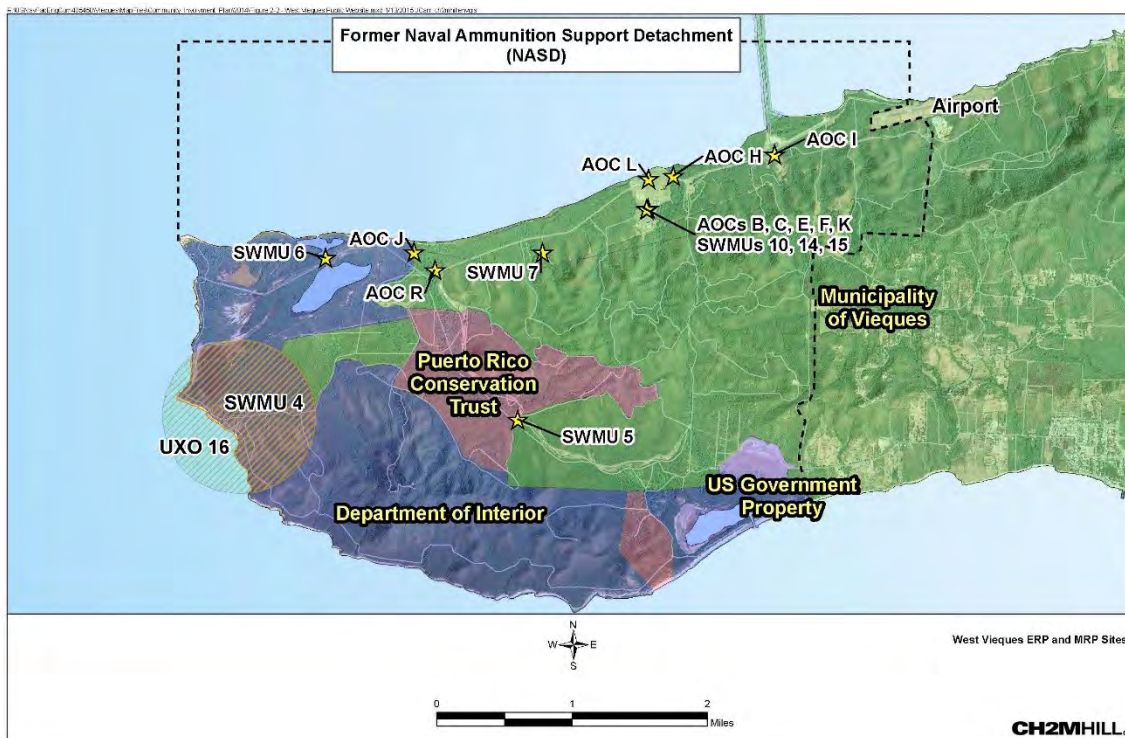 Former Naval Ammunition Support Detachment
(NASD)
Airport
AOC I
AOC H
AOC L
AOCs B, C, E, F, K
SWMUs 10, 14, 15
SWMU 6
AOC J
AOC R
SWMU 7
Municipality
of Vieques
Puerto Rico
Conservation
Trust
SWMU 4
UXO 16
SWMU 5
US Government
Property
Department of Interior
N
W E
S
West Vieques ERP and MRP Sites
0 1 2
Miles
CH2MHILL